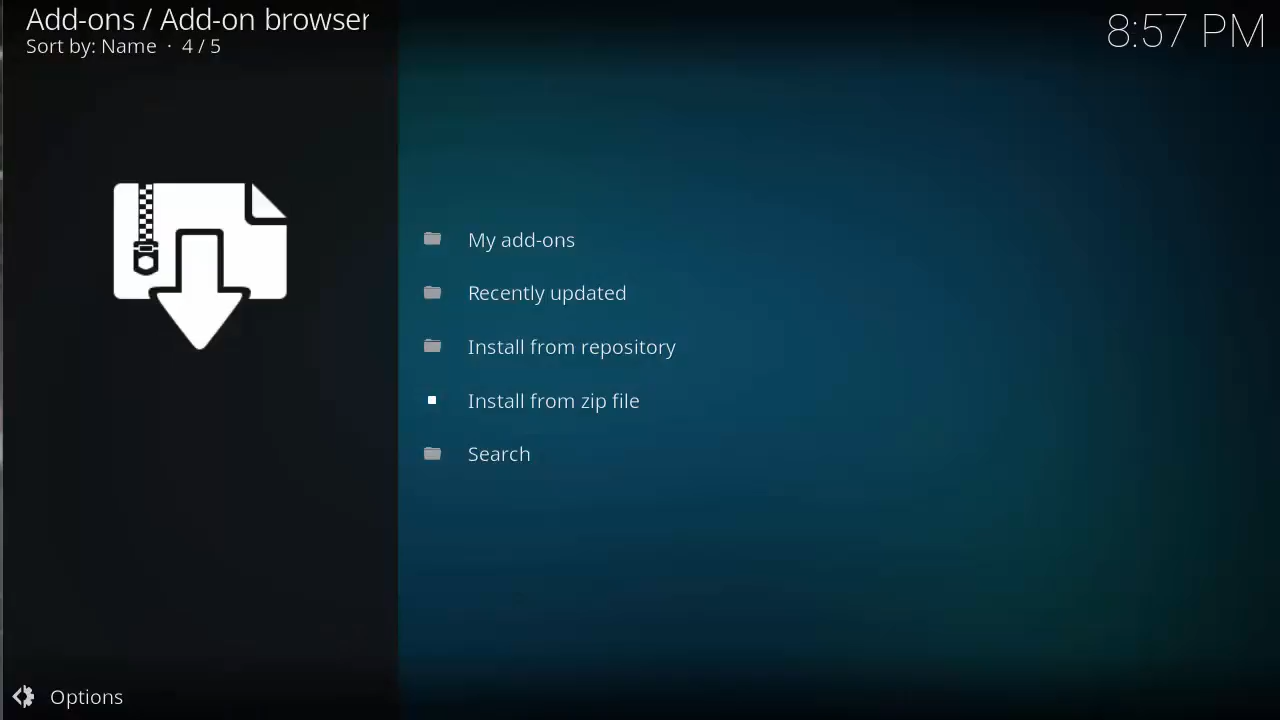 Add-ons / Add-on browser
Sort by: Name · 4 / 5
8:57 PM
My add-ons
Recently updated
Install from repository
Install from zip file
Search
Options